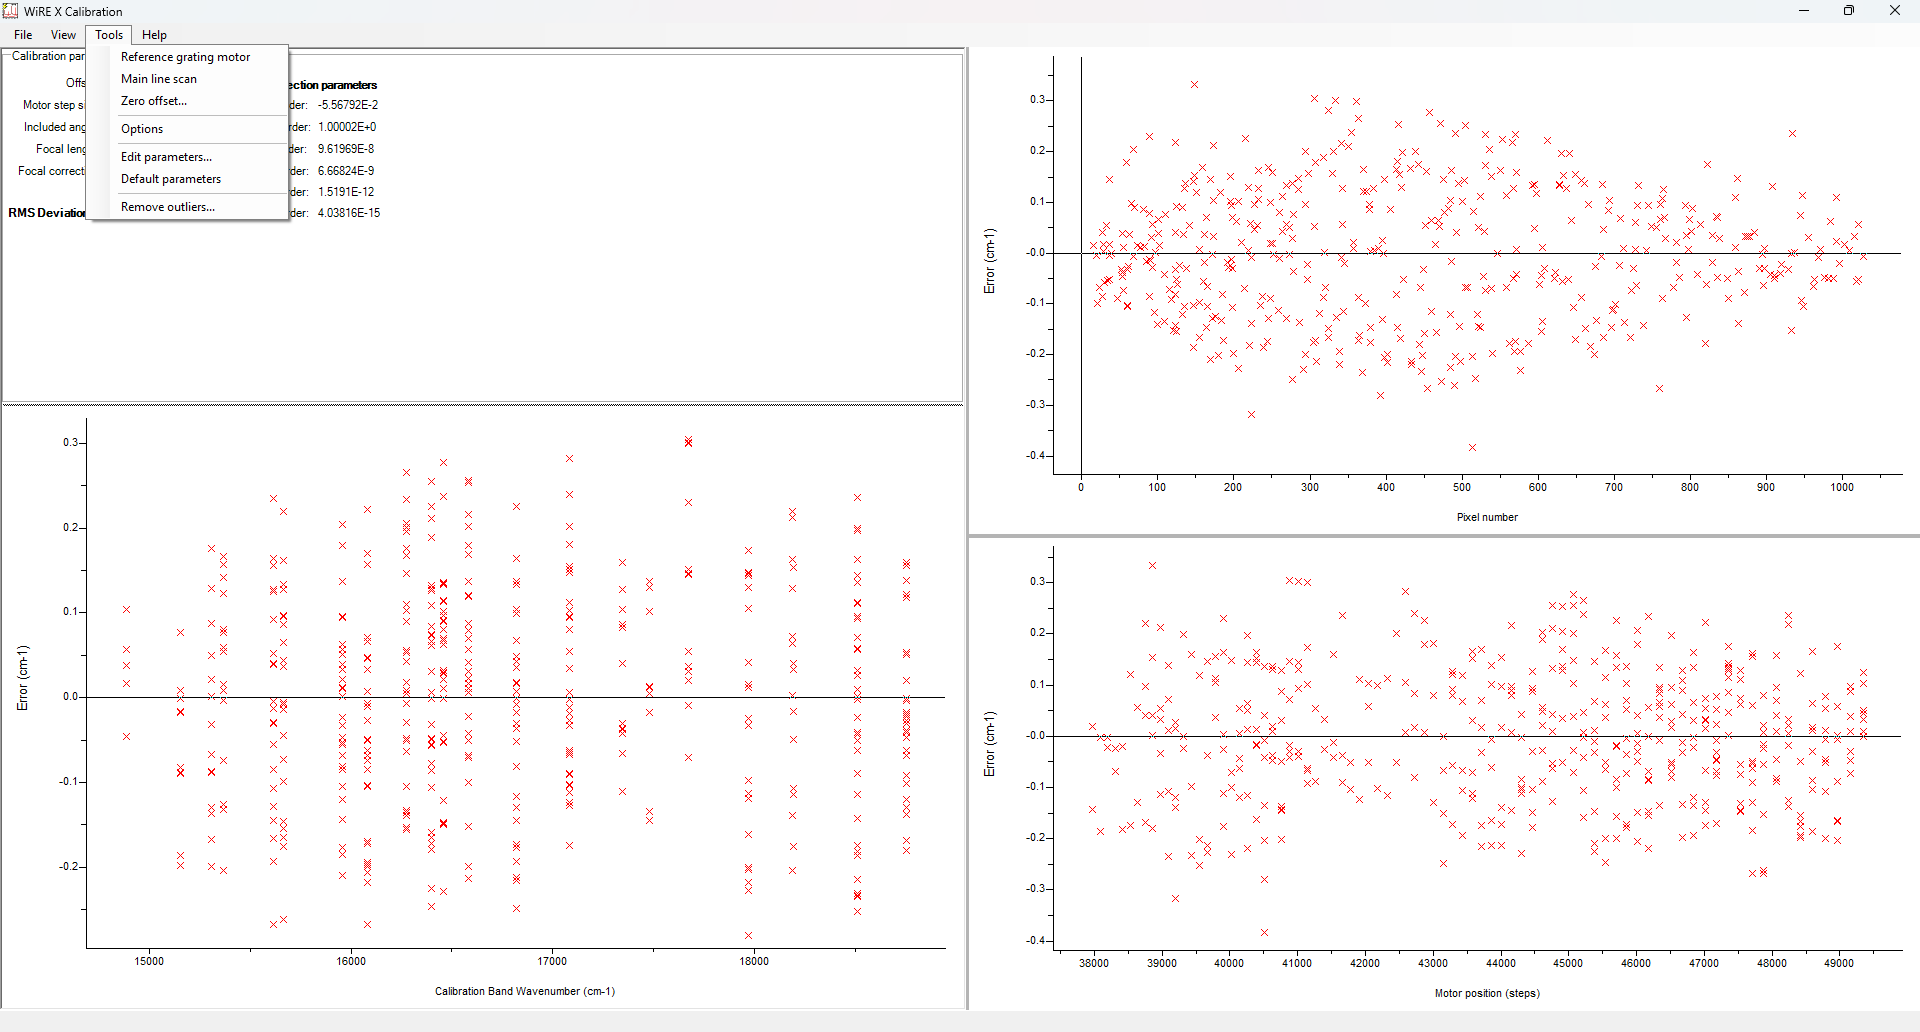 WiRE X Calibration
File View Tools Help
Calibration par
Reference grating motor
Main line scan
Zero offset...
Options
Edit parameters...
Default parameters
Remove outliers...
Offs
ection parameters
Motor step si
der: -5.56792E-2
Included ang
rder: 1.00002E+0
Focal leng
der: 9.61969E-8
Focal correcti
der: 6.66824E-9
rder: 1.5191E-12
RMS Deviation
der: 4.03816E-15
0.3
0.2
0.1
0.0
-0.1
-0.2
Error (cm-1)
15000 16000 17000 18000
Calibration Band Wavenumber (cm-1)
0.3
0.2
0.1
-0.0
-0.1
-0.2
-0.3
-0.4
Error (cm-1)
0 100 200 300 400 500 600 700 800 900 1000
Pixel number
0.3
0.2
0.1
-0.0
-0.1
-0.2
-0.3
-0.4
Error (cm-1)
38000 39000 40000 41000 42000 43000 44000 45000 46000 47000 48000 49000
Motor position (steps)